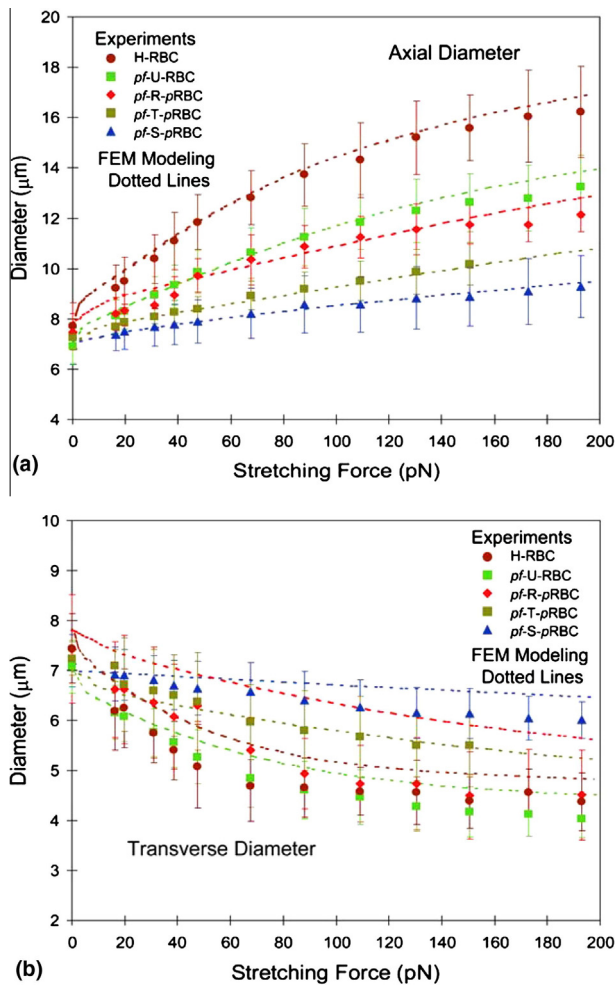 20
18
16
14
12
10
8
6
4
Diameter (μm)
Experiments
H-RBC
pf-U-RBC
pf-R-pRBC
pf-T-pRBC
pf-S-pRBC
FEM Modeling
Dotted Lines
Axial Diameter
0 20 40 60 80 100 120 140 160 180 200
(a)
Stretching Force (pN)
10
9
8
7
6
5
4
3
2
Diameter (μm)
Experiments
H-RBC
pf-U-RBC
pf-R-pRBC
pf-T-pRBC
pf-S-pRBC
FEM Modeling
Dotted Lines
Transverse Diameter
0 20 40 60 80 100 120 140 160 180 200
(b)
Stretching Force (pN)